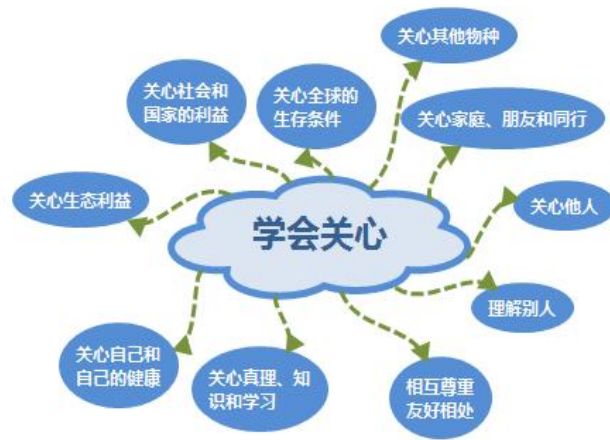 关心其他物种
关心社会和
国家的利益
关心全球的
生存条件
关心家庭、朋友和同行
关心生态利益
学会关心
关心他人
理解别人
关心自己和
自己的健康
关心真理、知
识和学习
相互尊重
友好相处